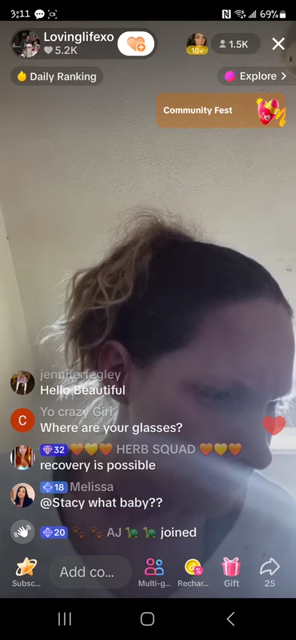 3:11
69%
Lovinglifexo
5.2K
10+
1.5K
Daily Ranking
Explore >
Community Fest
jenniferfegley
Hello Beautiful
C Yo crazy Girl
Where are your glasses?
32 HERB SQUAD
recovery is possible
18 Melissa
@Stacy what baby??
20 AJ joined
Subsc...
Add co...
Multi-g...
Rechar...
Gift
25